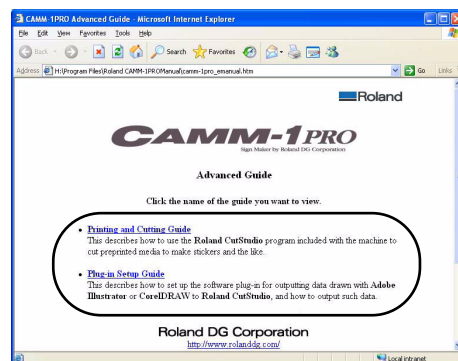 CAMM-1PRO Advanced Guide - Microsoft Internet Explorer
File Edit View Favorites Tools Help
Back Search Favorites
Address H:\Program Files\Roland CAMM-1PROManual\camm-1pro_emanual.htm Go Links
Roland
CAMM-1 PRO
Sign Maker by Roland DG Corporation
Advanced Guide
Click the name of the guide you want to view.
• Printing and Cutting Guide
This describes how to use the Roland CutStudio program included with the machine to
cut preprinted media to make stickers and the like.
• Plug-in Setup Guide
This describes how to set up the software plug-in for outputting data drawn with Adobe
Illustrator or CorelDRAW to Roland CutStudio, and how to output such data.
Roland DG Corporation
http://www.rolanddg.com/
Local intranet